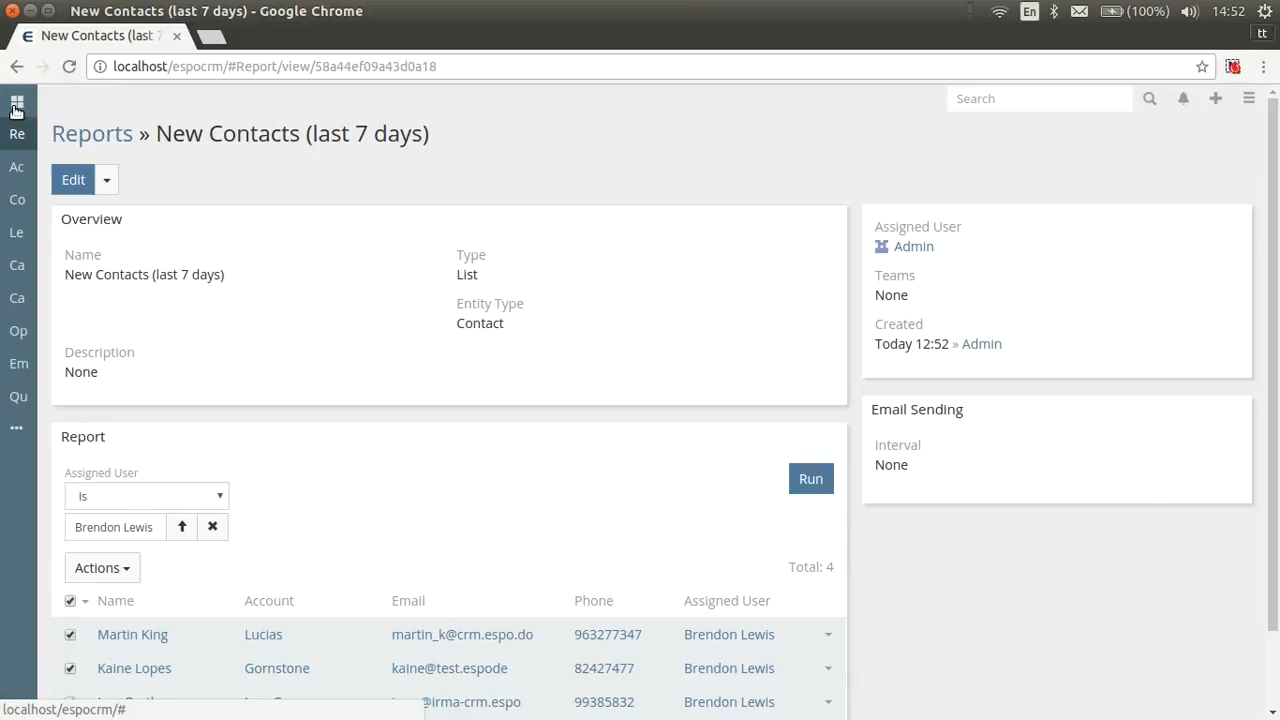 New Contacts (last 7 days) - Google Chrome
En
(100%)
14:52
New Contacts (last 7
tt
localhost/espocrm/#Report/view/58a44ef09a43d0a18
Search
Re
Ac
Co
Le
Ca
Ca
Op
Em
Qu
Reports » New Contacts (last 7 days)
Edit
Overview
Name
New Contacts (last 7 days)
Type
List
Entity Type
Contact
Description
None
Assigned User
Admin
Teams
None
Created
Today 12:52 » Admin
Email Sending
Interval
None
Report
Assigned User
Is
Run
Brendon Lewis
Actions
Total: 4
Name Account Email Phone Assigned User
Martin King Lucias martin_k@crm.espo.do 963277347 Brendon Lewis
Kaine Lopes Gornstone kaine@test.espode 82427477 Brendon Lewis
@irma-crm.espo 99385832 Brendon Lewis
localhost/espocrm/#